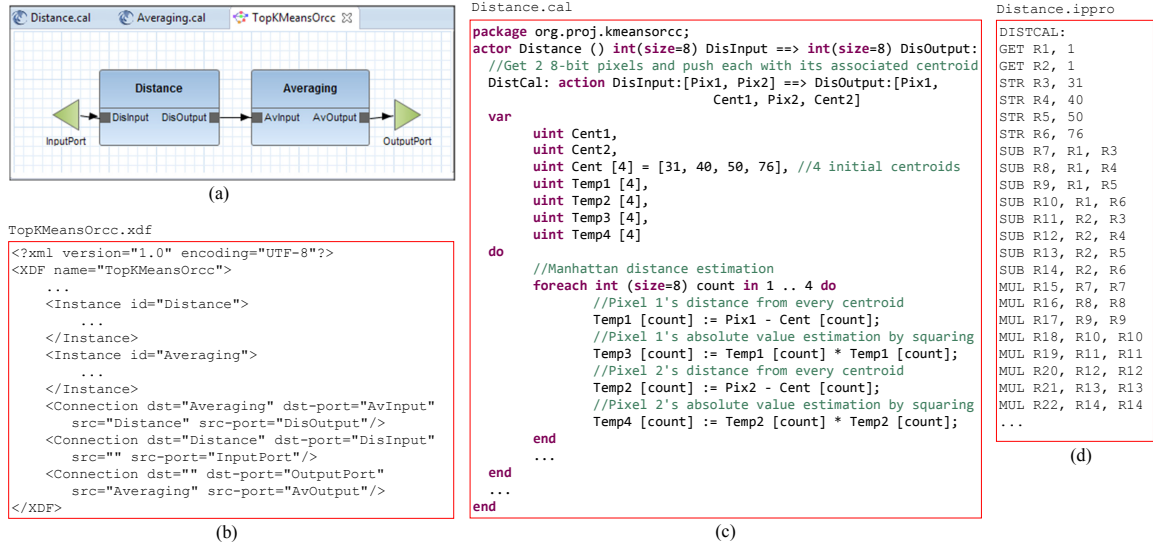 Distance.cal
Averaging.cal
TopKMeansOrcc
Distance
Averaging
DisInput
DisOutput
AvInput
AvOutput
InputPort
OutputPort
(a)
TopKMeansOrcc.xdf
<?xml version="1.0" encoding="UTF-8"?>
<XDF name="TopKMeansOrcc">
...
<Instance id="Distance">
...
</Instance>
<Instance id="Averaging">
...
</Instance>
<Connection dst="Averaging" dst-port="AvInput"
src="Distance" src-port="DisOutput"/>
<Connection dst="Distance" dst-port="DisInput"
src="" src-port="InputPort"/>
<Connection dst="" dst-port="OutputPort"
src="Averaging" src-port="AvOutput"/>
</XDF>
(b)
Distance.cal
package org.proj.kmeansorcc;
actor Distance () int(size=8) DisInput ==> int(size=8) DisOutput:
//Get 2 8-bit pixels and push each with its associated centroid
DistCal: action DisInput:[Pix1, Pix2] ==> DisOutput:[Pix1,
Cent1, Pix2, Cent2]
var
uint Cent1,
uint Cent2,
uint Cent [4] = [31, 40, 50, 76], //4 initial centroids
uint Temp1 [4],
uint Temp2 [4],
uint Temp3 [4],
uint Temp4 [4]
do
//Manhattan distance estimation
foreach int (size=8) count in 1 .. 4 do
//Pixel 1's distance from every centroid
Temp1 [count] := Pix1 - Cent [count];
//Pixel 1's absolute value estimation by squaring
Temp3 [count] := Temp1 [count] * Temp1 [count];
//Pixel 2's distance from every centroid
Temp2 [count] := Pix2 - Cent [count];
//Pixel 2's absolute value estimation by squaring
Temp4 [count] := Temp2 [count] * Temp2 [count];
end
...
end
...
end
(c)
Distance.ippro
DISTCAL:
GET R1, 1
GET R2, 1
STR R3, 31
STR R4, 40
STR R5, 50
STR R6, 76
SUB R7, R1, R3
SUB R8, R1, R4
SUB R9, R1, R5
SUB R10, R1, R6
SUB R11, R2, R3
SUB R12, R2, R4
SUB R13, R2, R5
SUB R14, R2, R6
MUL R15, R7, R7
MUL R16, R8, R8
MUL R17, R9, R9
MUL R18, R10, R10
MUL R19, R11, R11
MUL R20, R12, R12
MUL R21, R13, R13
MUL R22, R14, R14
...
(d)